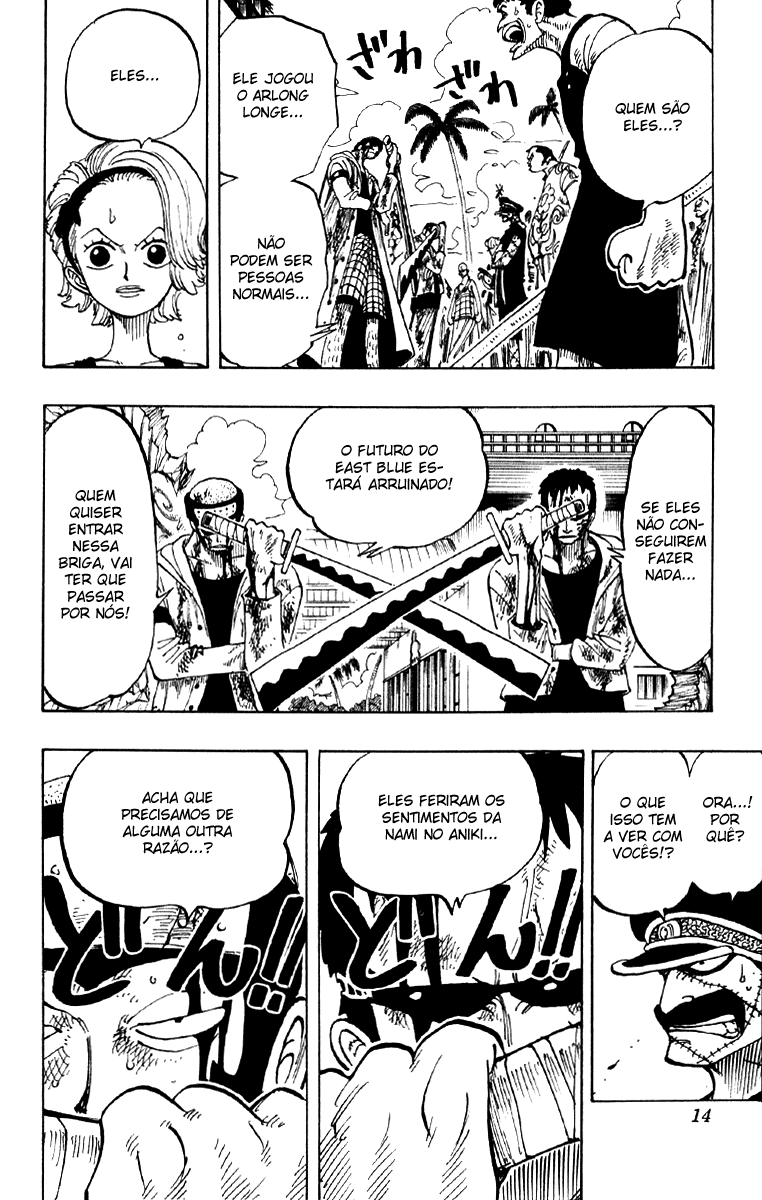 QUEM SÃO
ELES...?
ざわ
ざわ
ELE JOGOU
O ARLONG
LONGE...
NÃO
PODEM SER
PESSOAS
NORMAIS...
ELES...
SE ELES
NÃO CON-
SEGUIREM
FAZER
NADA...
O FUTURO DO
EAST BLUE ES-
TARÁ ARRUINADO!
QUEM
QUISER
ENTRAR
NESSA
BRIGA, VAI
TER QUE
PASSAR
POR NÓS!
ORA...!
POR
QUÊ?
O QUE
ISSO TEM
A VER COM
VOCÊS!?
ELES FERIRAM OS
SENTIMENTOS DA
NAMI NO ANIKI...
どん!!
ACHA QUE
PRECISAMOS DE
ALGUMA OUTRA
RAZÃO...?
どん!!
14